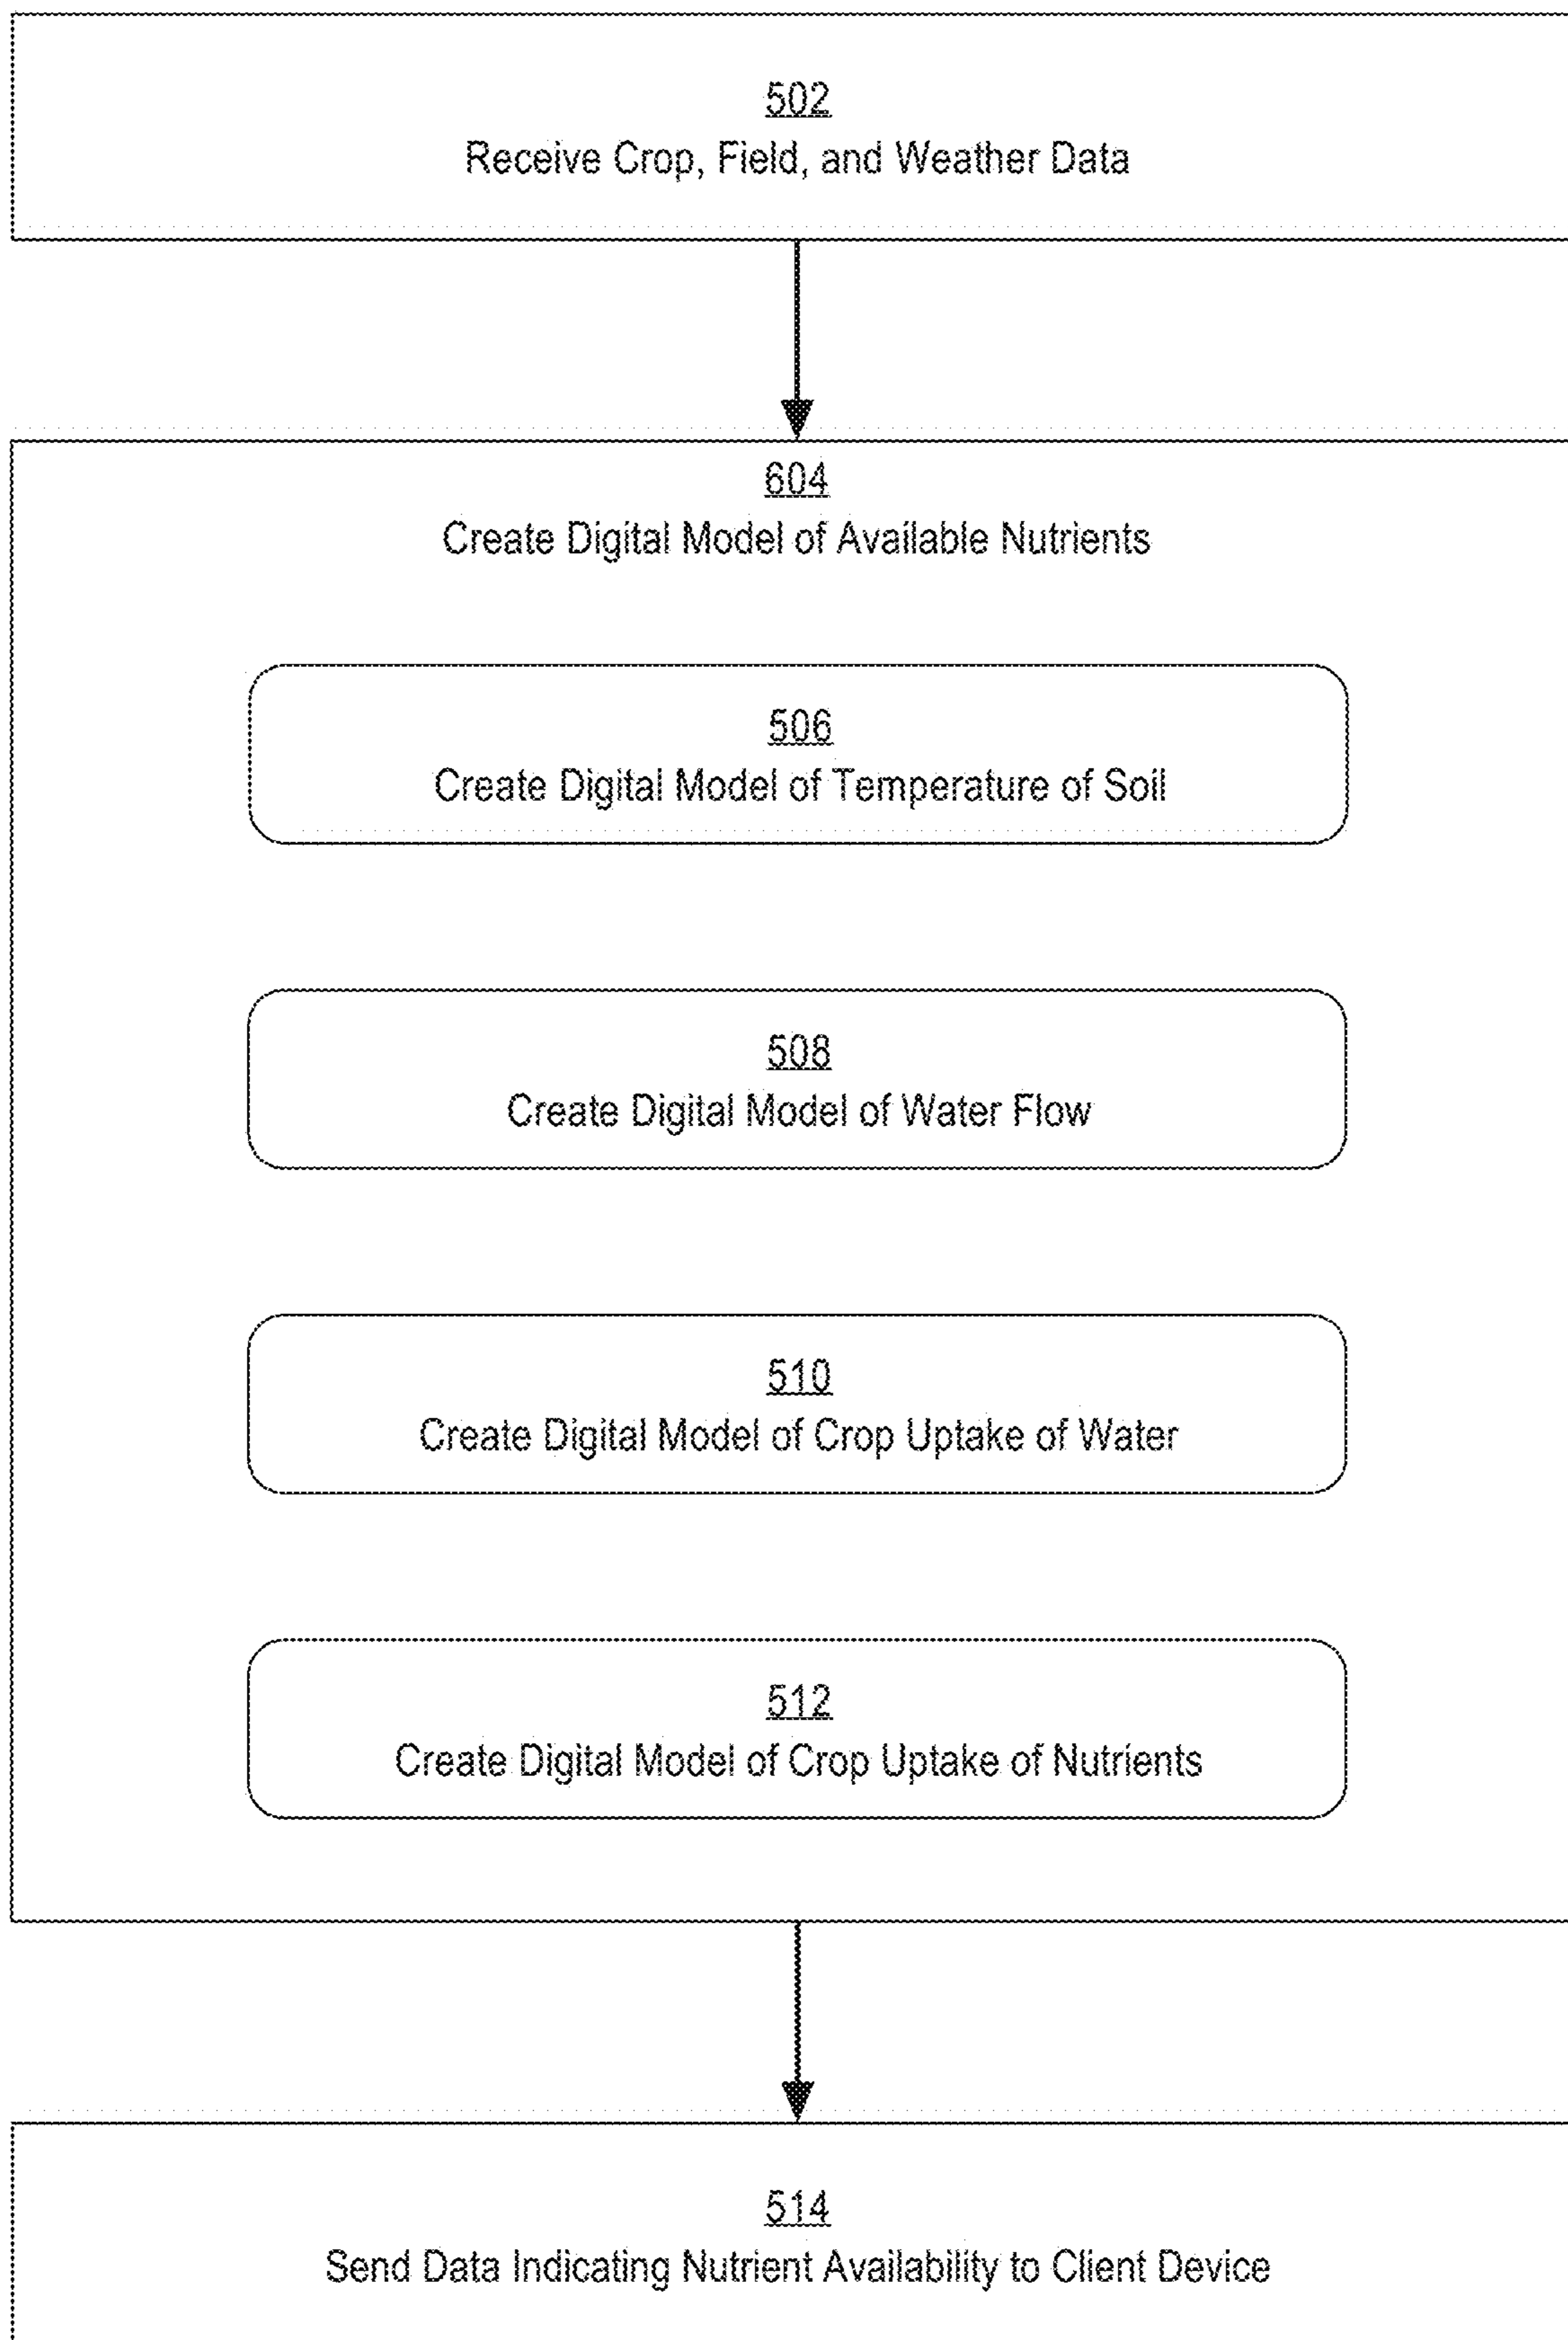 502
Receive Crop, Field, and Weather Data
604
Create Digital Model of Available Nutrients
506
Create Digital Model of Temperature of Soil
508
Create Digital Model of Water Flow
510
Create Digital Model of Crop Uptake of Water
512
Create Digital Model of Crop Uptake of Nutrients
514
Send Data Indicating Nutrient Availability to Client Device